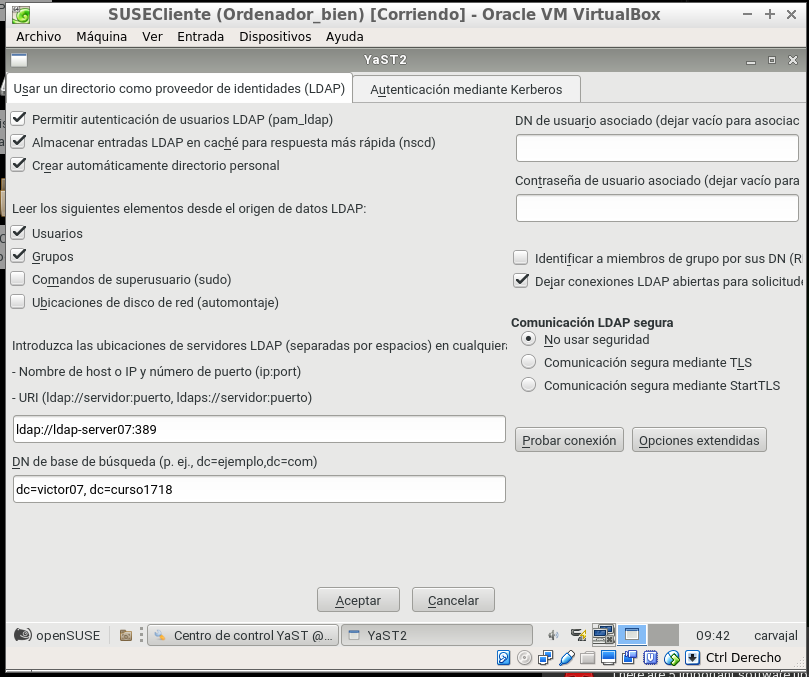 SUSECliente (Ordenador_bien) [Corriendo] - Oracle VM VirtualBox
Archivo Máquina Ver Entrada Dispositivos Ayuda
YaST2
Usar un directorio como proveedor de identidades (LDAP) Autenticación mediante Kerberos
Permitir autenticación de usuarios LDAP (pam_ldap)
Almacenar entradas LDAP en caché para respuesta más rápida (nscd)
Crear automáticamente directorio personal
Leer los siguientes elementos desde el origen de datos LDAP:
Usuarios
Grupos
Comandos de superusuario (sudo)
Ubicaciones de disco de red (automontaje)
Introduzca las ubicaciones de servidores LDAP (separadas por espacios) en cualquiera
- Nombre de host o IP y número de puerto (ip:port)
- URI (ldap://servidor:puerto, ldaps://servidor:puerto)
ldap://ldap-server07:389
DN de base de búsqueda (p. ej., dc=ejemplo,dc=com)
dc=victor07, dc=curso1718
DN de usuario asociado (dejar vacío para asociac
Contraseña de usuario asociado (dejar vacío para
Identificar a miembros de grupo por sus DN (R
Dejar conexiones LDAP abiertas para solicitude
Comunicación LDAP segura
No usar seguridad
Comunicación segura mediante TLS
Comunicación segura mediante StartTLS
Probar conexión Opciones extendidas
Aceptar Cancelar
openSUSE Centro de control YaST @... YaST2 09:42 carvajal
Ctrl Derecho